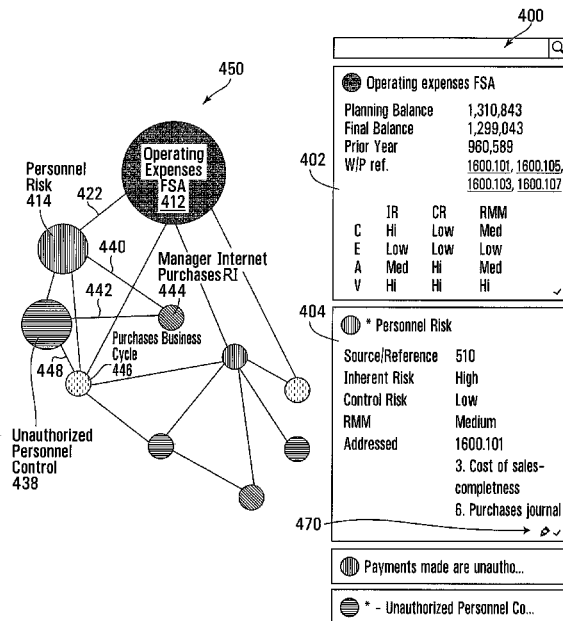 400
450
Operating
Expenses
FSA
412
Personnel
Risk
414
422
440
Manager Internet
Purchases RI
444
442
Purchases Business
Cycle
446
448
Unauthorized
Personnel
Control
438
402
Operating expenses FSA
Planning Balance 1,310,843
Final Balance 1,299,043
Prior Year 960,589
W/P ref. 1600.101, 1600.105,
1600.103, 1600.107
IR CR RMM
C Hi Low Med
E Low Low Low
A Med Hi Med
V Hi Hi Hi
404
* Personnel Risk
Source/Reference 510
Inherent Risk High
Control Risk Low
RMM Medium
Addressed 1600.101
3. Cost of sales-
completness
6. Purchases journal
470
Payments made are unautho...
* - Unauthorized Personnel Co...